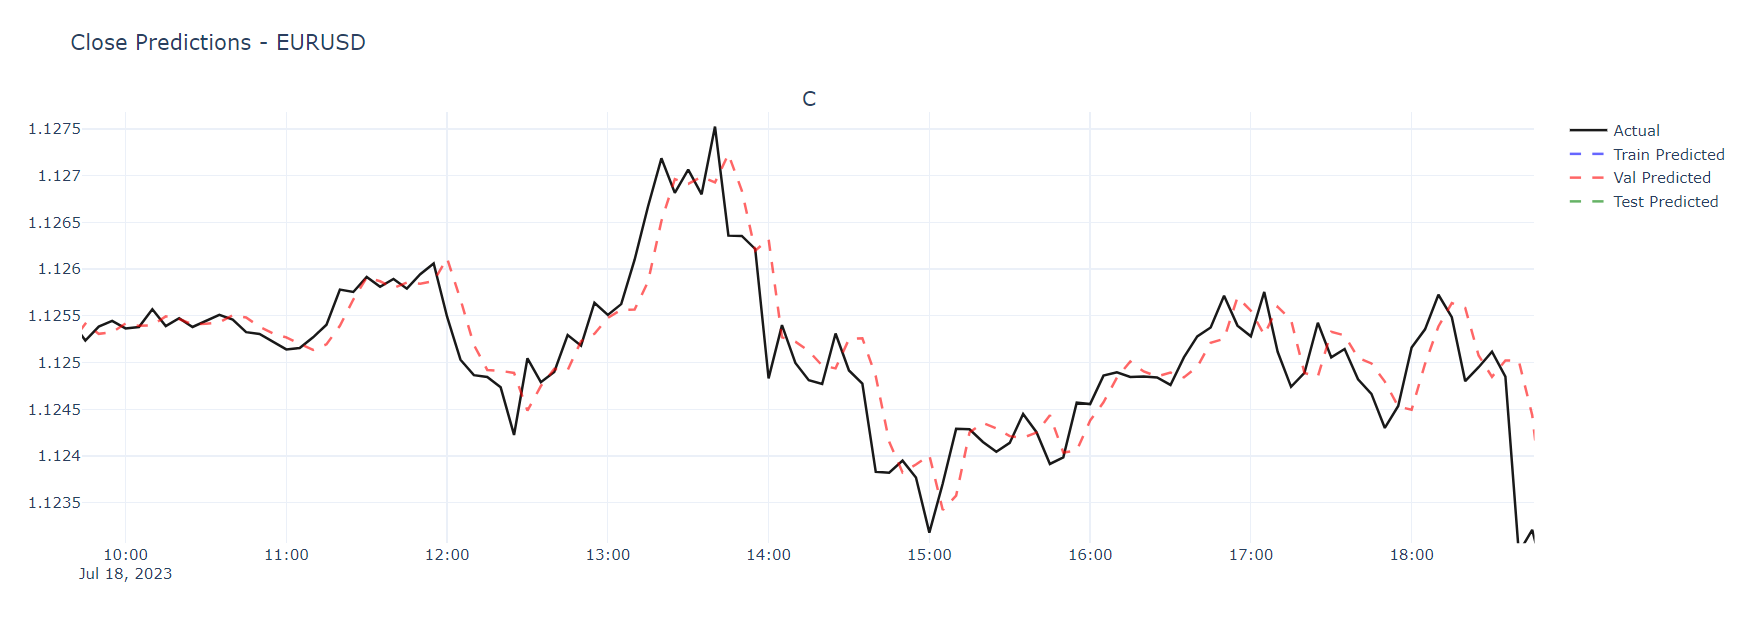 Close Predictions - EURUSD
C
1.1275
1.127
1.1265
1.126
1.1255
1.125
1.1245
1.124
1.1235
10:00 11:00 12:00 13:00 14:00 15:00 16:00 17:00 18:00
Jul 18, 2023
Actual
Train Predicted
Val Predicted
Test Predicted